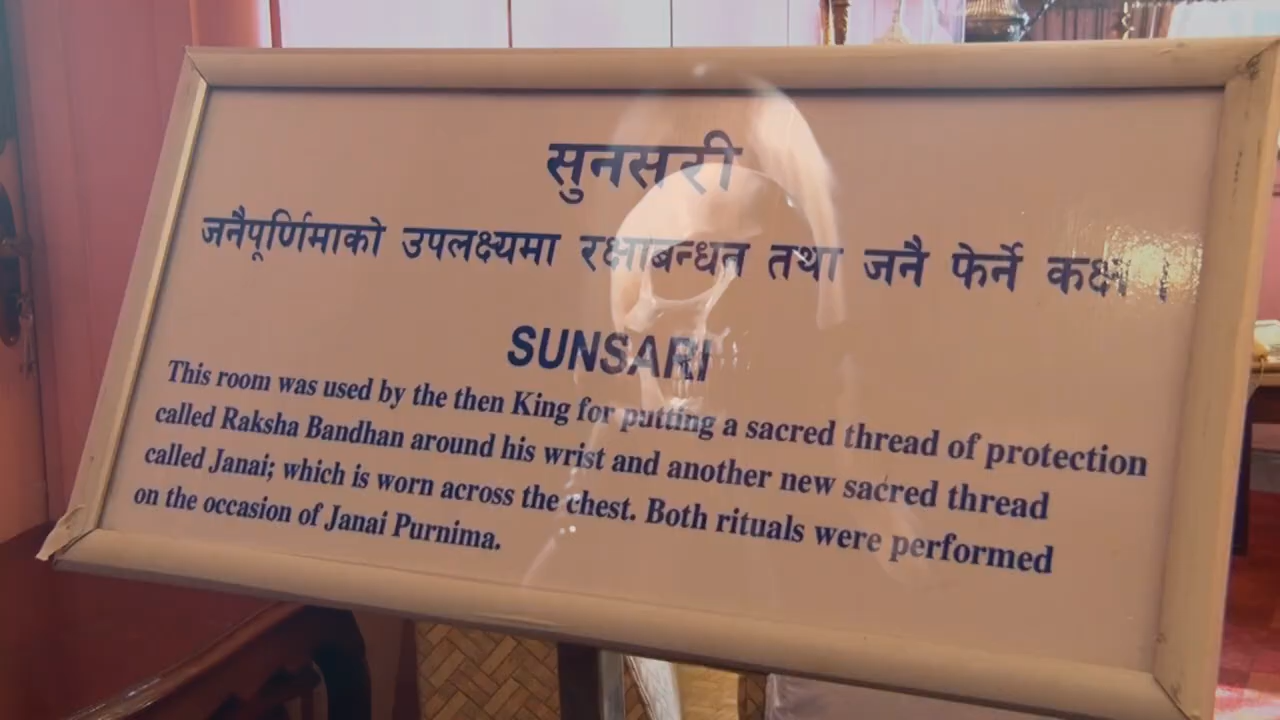 सुनसरी
जनैपूर्णिमाको उपलक्ष्यमा रक्षाबन्धन तथा जनै फेर्ने कक्ष ।
SUNSARI
This room was used by the then King for putting a sacred thread of protection
called Raksha Bandhan around his wrist and another new sacred thread
called Janai; which is worn across the chest. Both rituals were performed
on the occasion of Janai Purnima.